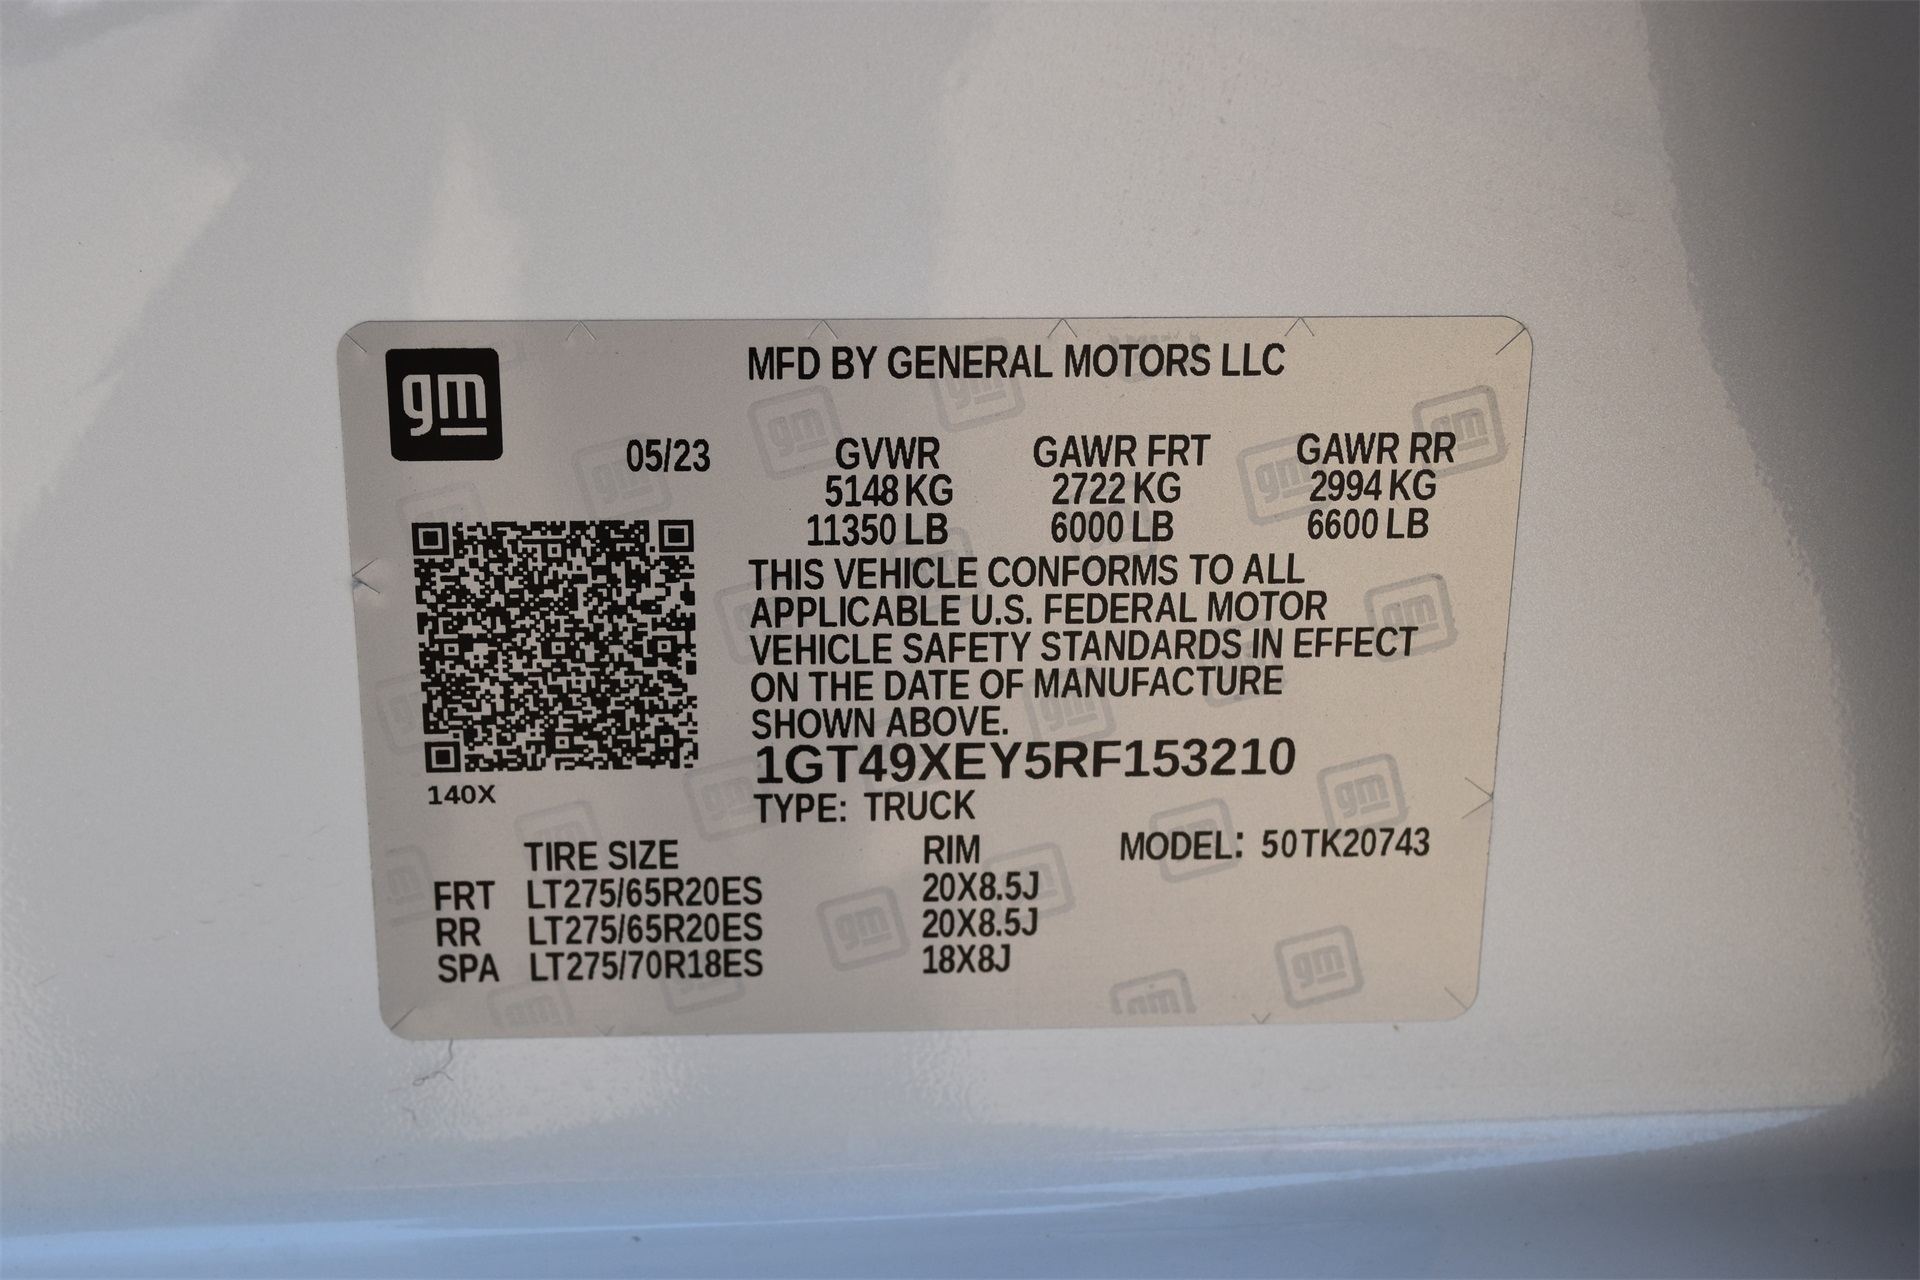 gm
MFD BY GENERAL MOTORS LLC
05/23 GVWR GAWR FRT GAWR RR
5148 KG 2722 KG 2994 KG
11350 LB 6000 LB 6600 LB
THIS VEHICLE CONFORMS TO ALL
APPLICABLE U.S. FEDERAL MOTOR
VEHICLE SAFETY STANDARDS IN EFFECT
ON THE DATE OF MANUFACTURE
SHOWN ABOVE.
1GT49XEY5RF153210
140X
TYPE: TRUCK
TIRE SIZE RIM MODEL: 50TK20743
FRT LT275/65R20ES 20X8.5J
RR LT275/65R20ES 20X8.5J
SPA LT275/70R18ES 18X8J